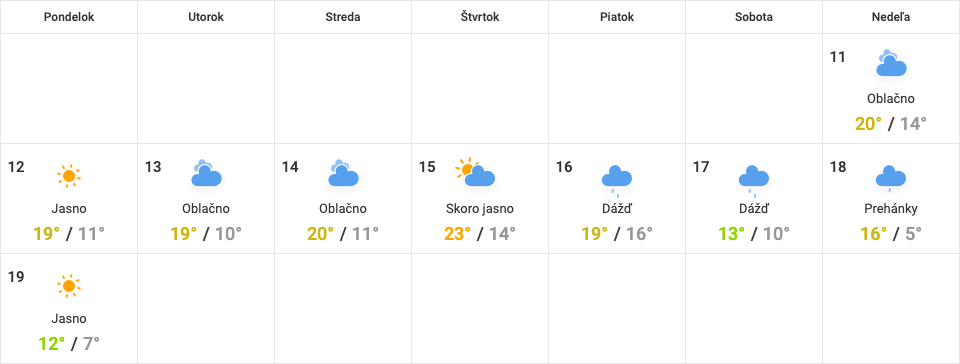 Pondelok Utorok Streda Štvrtok Piatok Sobota Nedeľa
11
Oblačno
20° / 14°
12 13 14 15 16 17 18
Jasno Oblačno Oblačno Skoro jasno Dážď Dážď Prehánky
19° / 11° 19° / 10° 20° / 11° 23° / 14° 19° / 16° 13° / 10° 16° / 5°
19
Jasno
12° / 7°